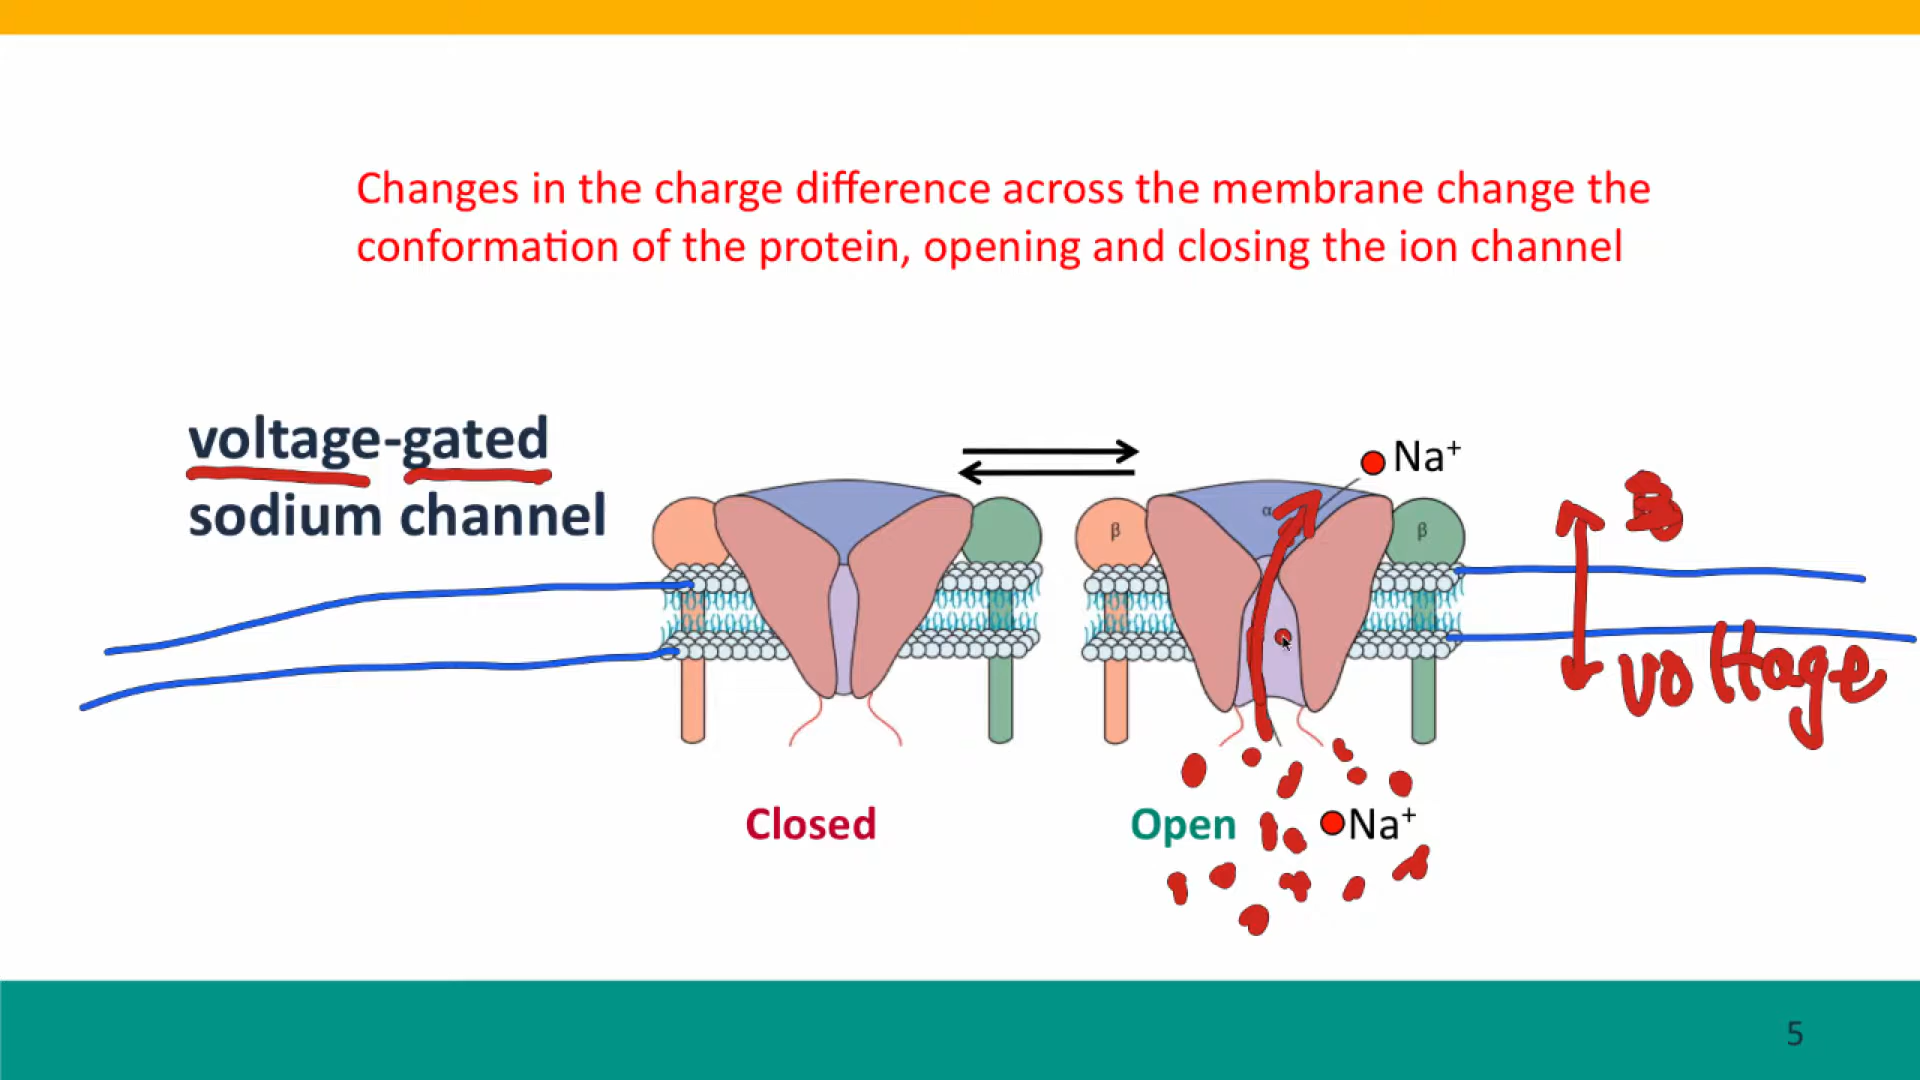 Changes in the charge difference across the membrane change the
conformation of the protein, opening and closing the ion channel
voltage-gated
sodium channel
Na⁺
α
β
β
voltage
Closed
Open
Na⁺
5